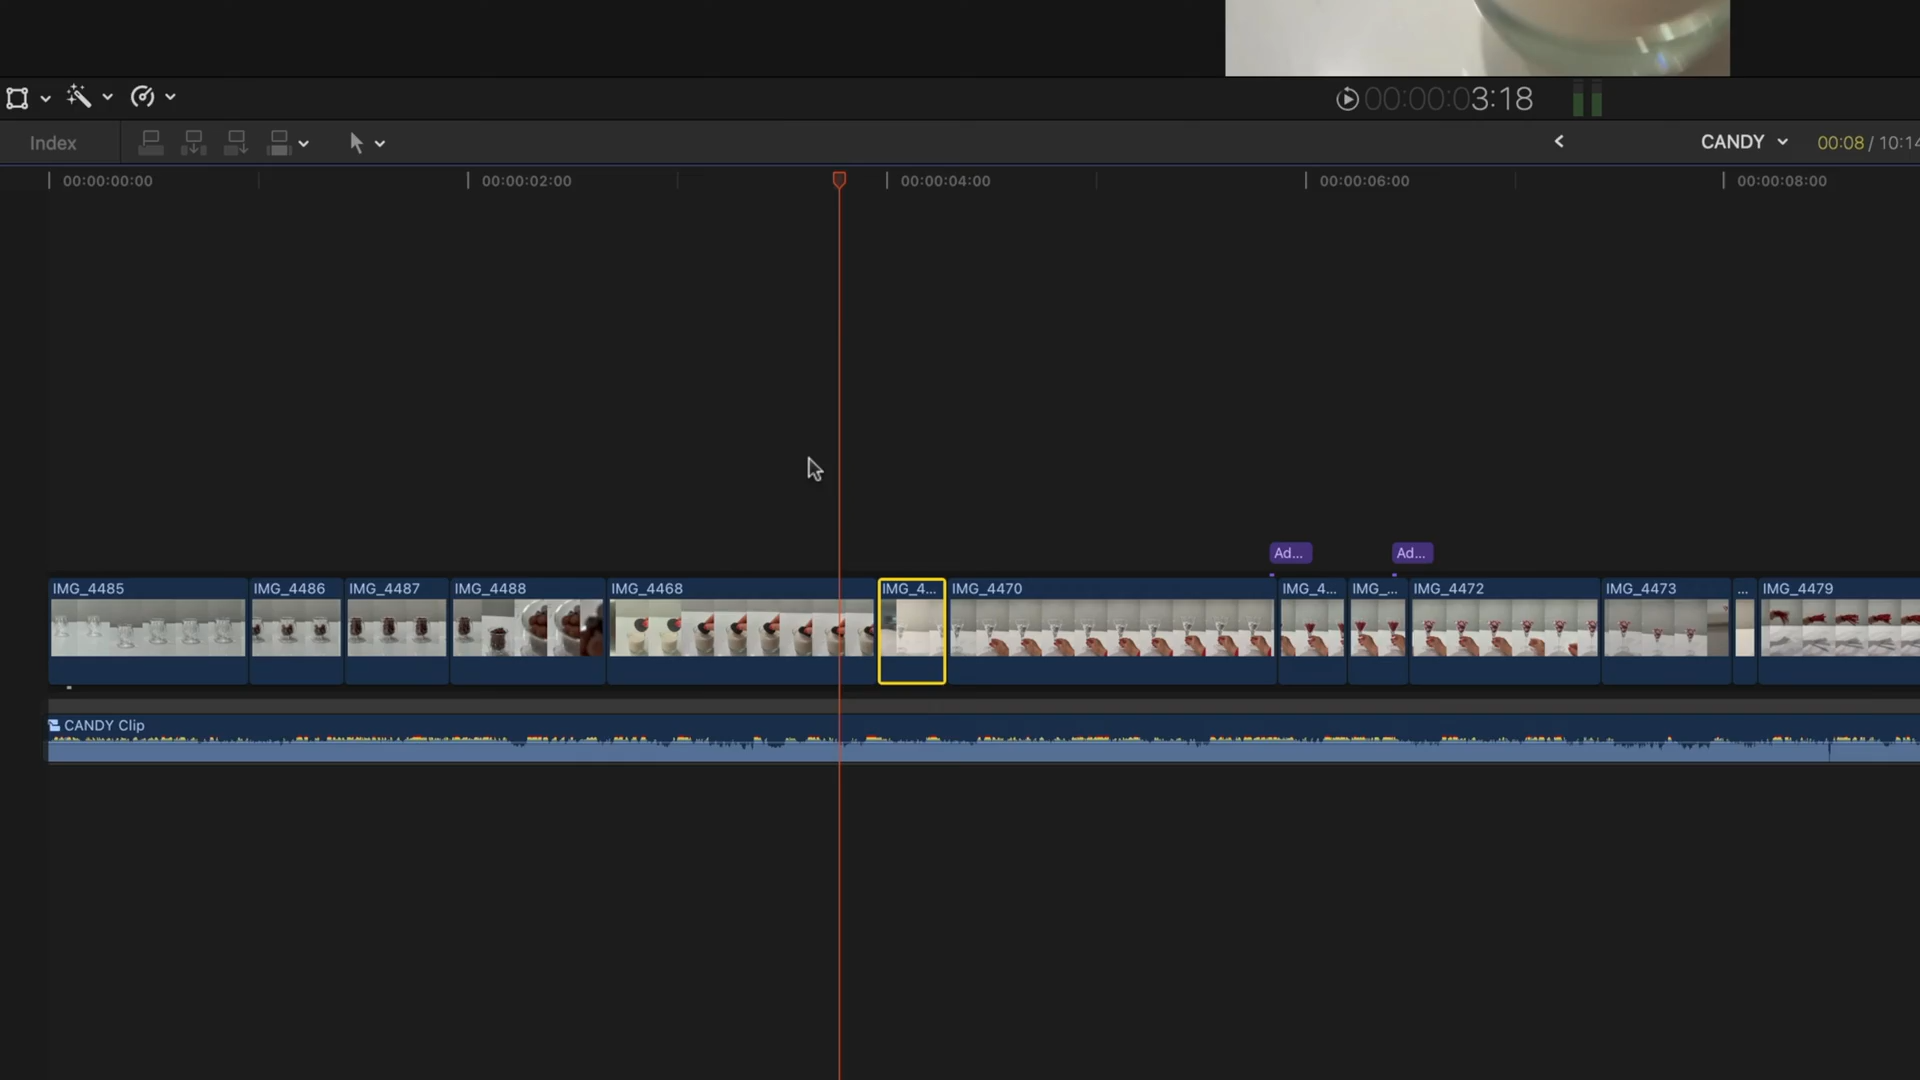 00:00:03:18
Index
CANDY
00:08 / 10:14
00:00:00:00
00:00:02:00
00:00:04:00
00:00:06:00
00:00:08:00
Ad...
Ad...
IMG_4485
IMG_4486
IMG_4487
IMG_4488
IMG_4468
IMG_4...
IMG_4470
IMG_4...
IMG_...
IMG_4472
IMG_4473
...
IMG_4479
CANDY Clip